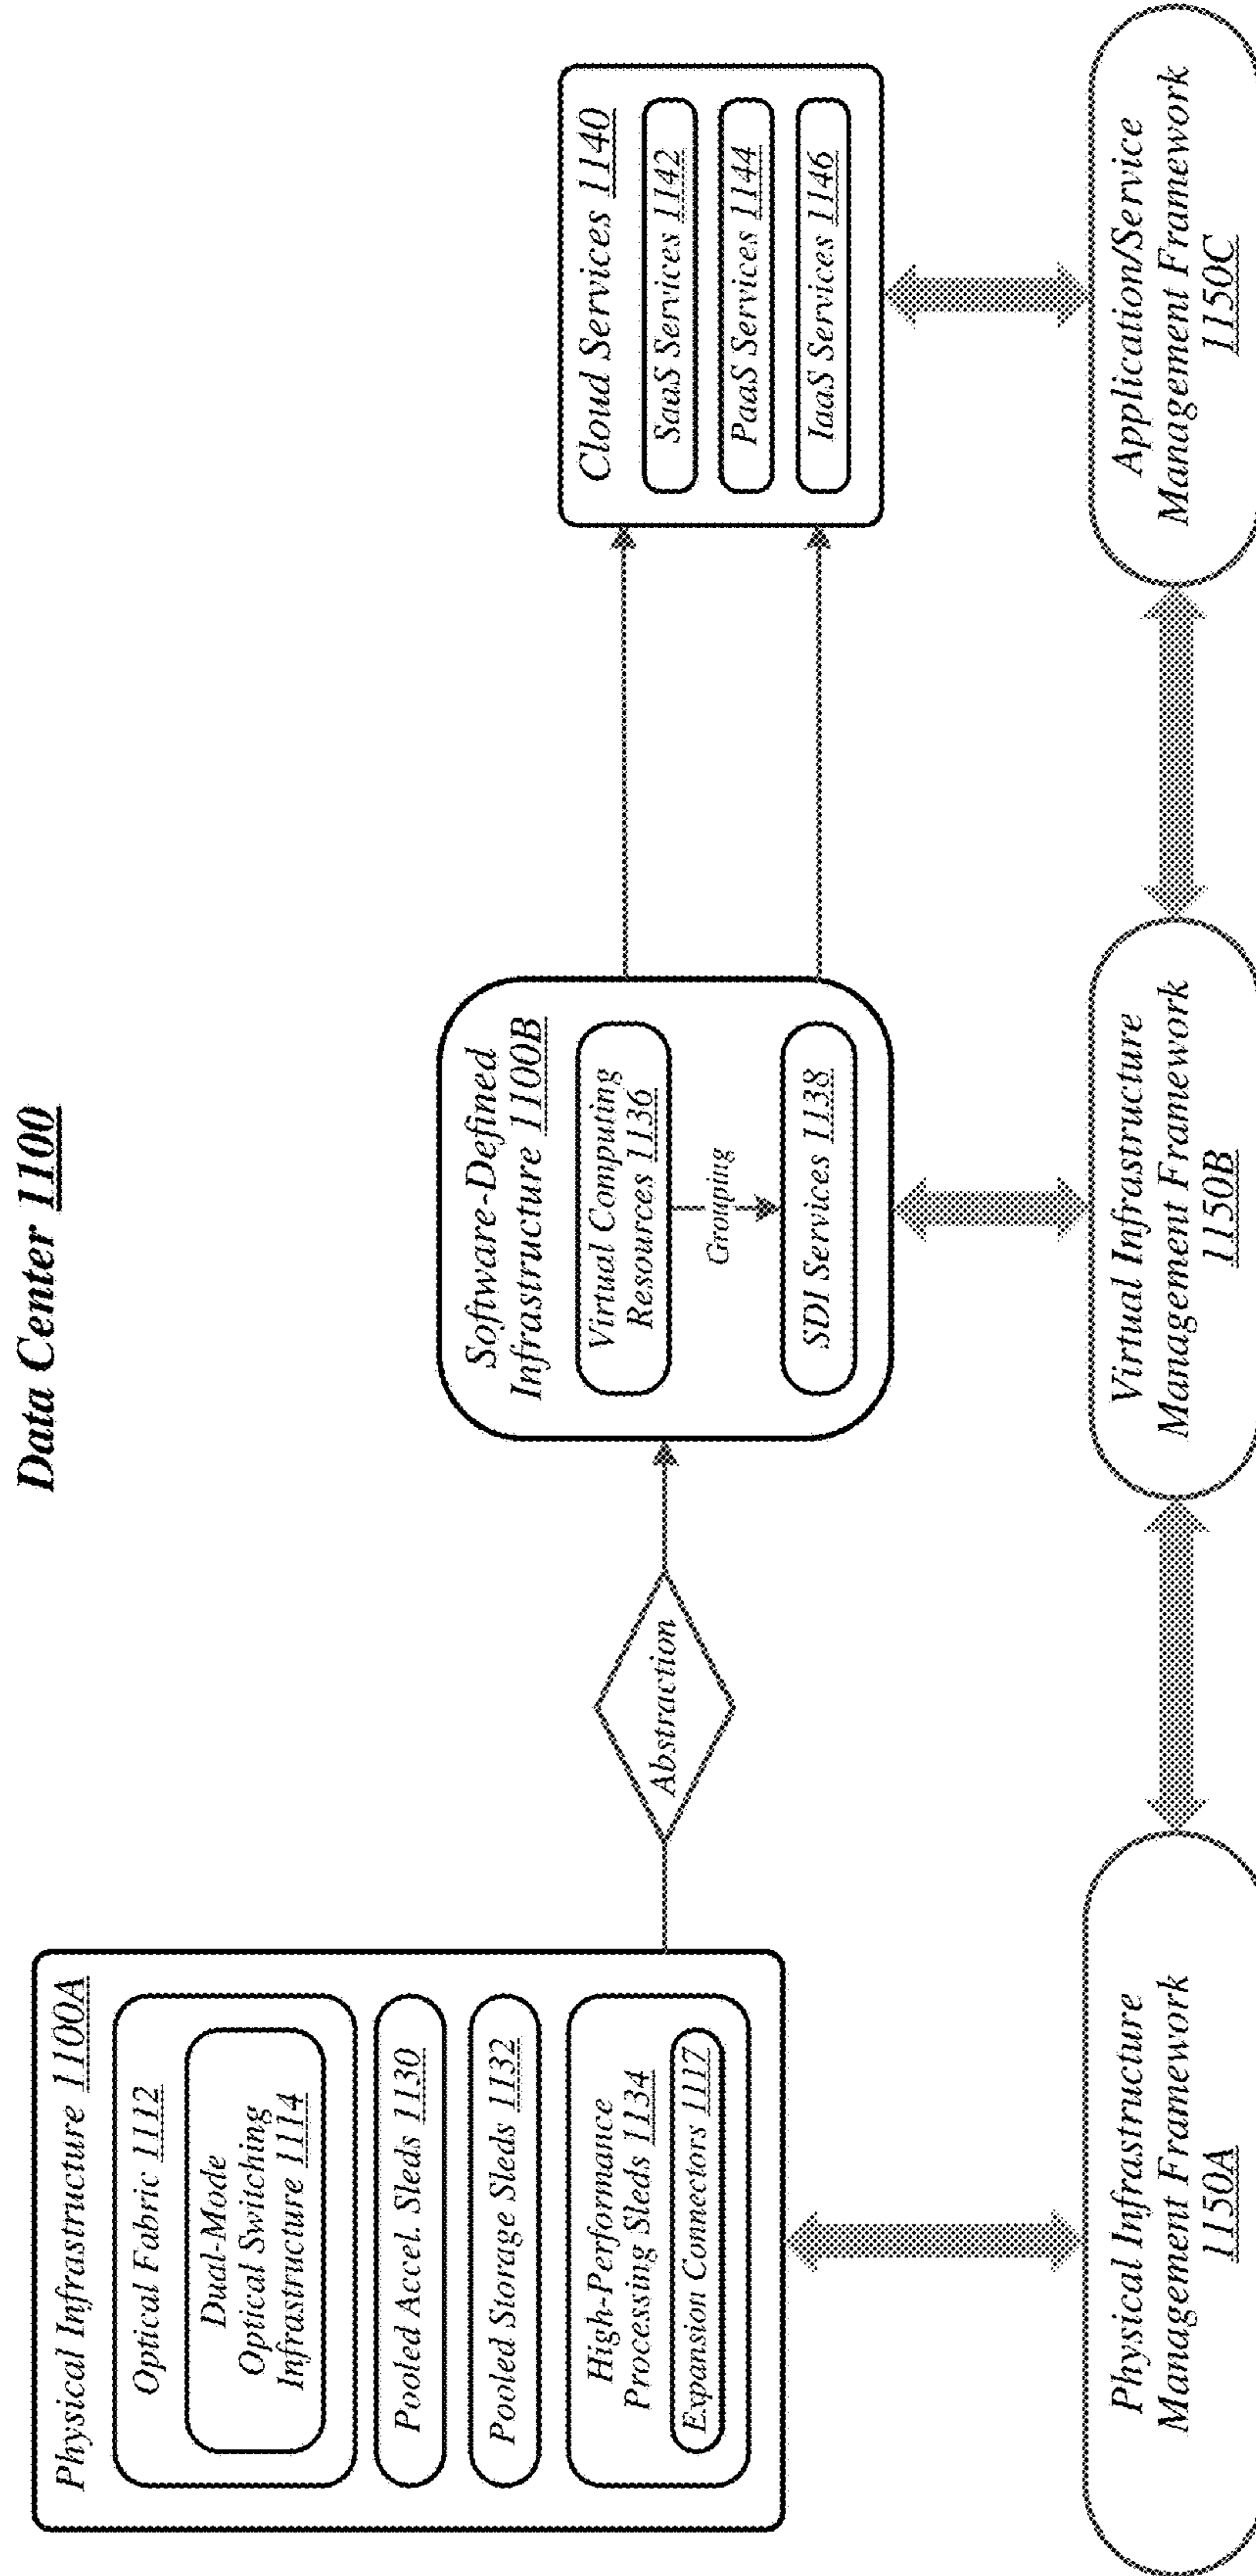 Data Center 1100
Physical Infrastructure 1100A
Optical Fabric 1112
Dual-Mode
Optical Switching
Infrastructure 1114
Pooled Accel. Sleds 1130
Pooled Storage Sleds 1132
High-Performance
Processing Sleds 1134
Expansion Connectors 1117
Abstraction
Software-Defined
Infrastructure 1100B
Virtual Computing
Resources 1136
Grouping
SDI Services 1138
Cloud Services 1140
SaaS Services 1142
PaaS Services 1144
IaaS Services 1146
Physical Infrastructure
Management Framework
1150A
Virtual Infrastructure
Management Framework
1150B
Application/Service
Management Framework
1150C